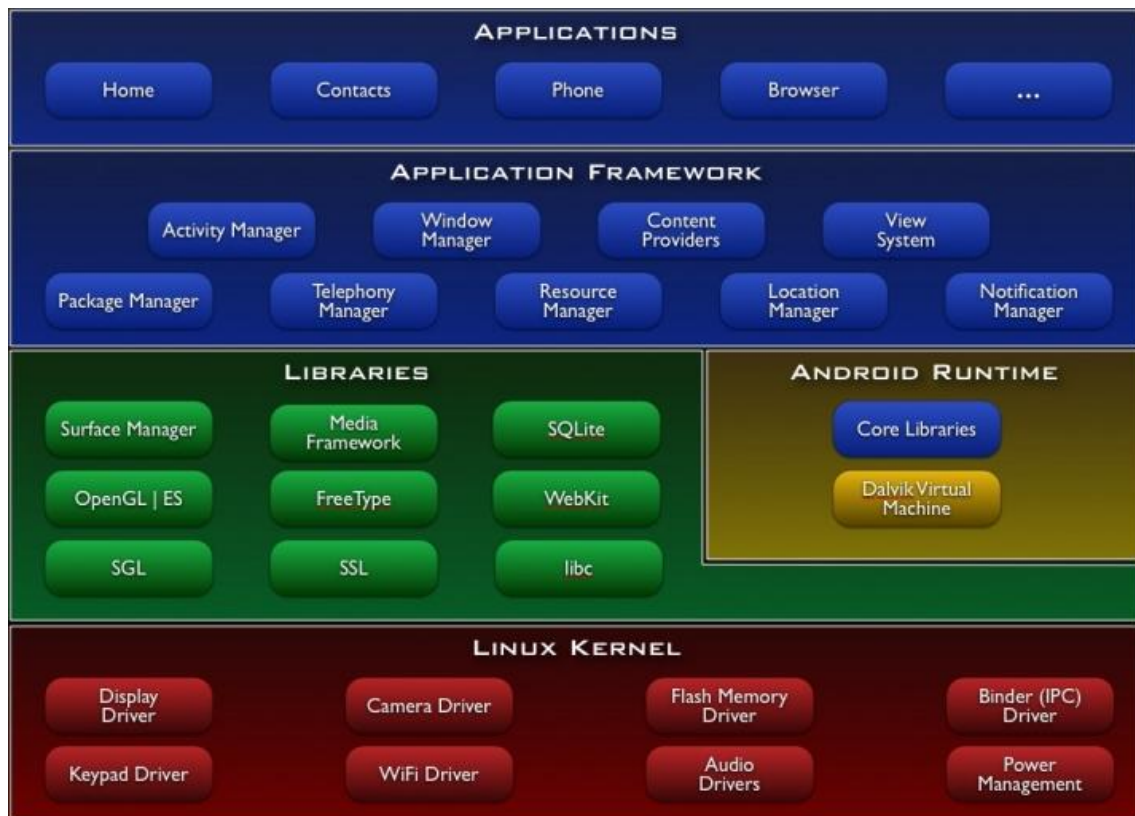 APPLICATIONS
Home
Contacts
Phone
Browser
...
APPLICATION FRAMEWORK
Activity Manager
Window
Manager
Content
Providers
View
System
Package Manager
Telephony
Manager
Resource
Manager
Location
Manager
Notification
Manager
LIBRARIES
Surface Manager
Media
Framework
SQLite
OpenGL | ES
FreeType
WebKit
SGL
SSL
libc
ANDROID RUNTIME
Core Libraries
Dalvik Virtual
Machine
LINUX KERNEL
Display
Driver
Camera Driver
Flash Memory
Driver
Binder (IPC)
Driver
Keypad Driver
WiFi Driver
Audio
Drivers
Power
Management